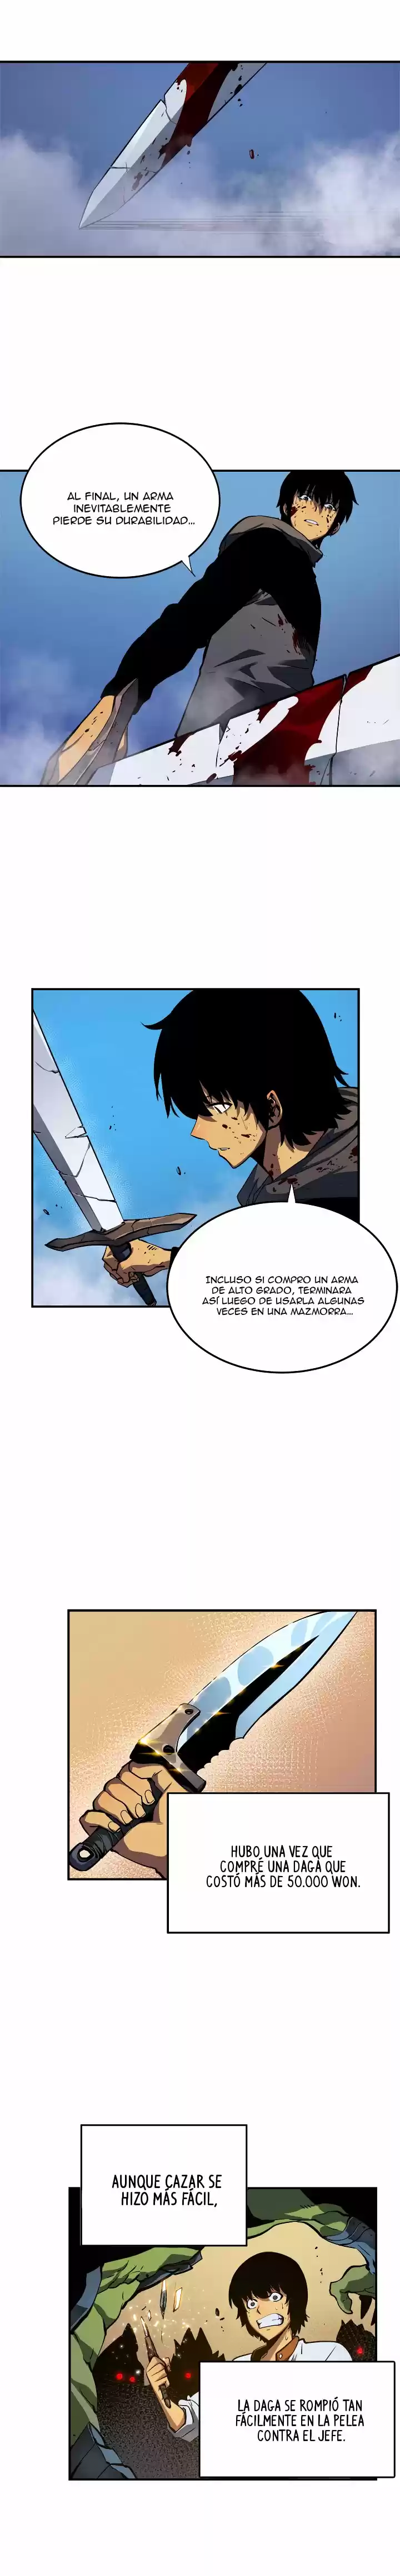 AL FINAL, UN ARMA
INEVITABLEMENTE
PIERDE SU DURABILIDAD...
INCLUSO SI COMPRO UN ARMA
DE ALTO GRADO, TERMINARA
ASÍ LUEGO DE USARLA ALGUNAS
VECES EN UNA MAZMORRA...
HUBO UNA VEZ QUE
COMPRÉ UNA DAGA QUE
COSTÓ MÁS DE 50.000 WON.
AUNQUE CAZAR SE
HIZO MÁS FÁCIL,
LA DAGA SE ROMPIÓ TAN
FÁCILMENTE EN LA PELEA
CONTRA EL JEFE.